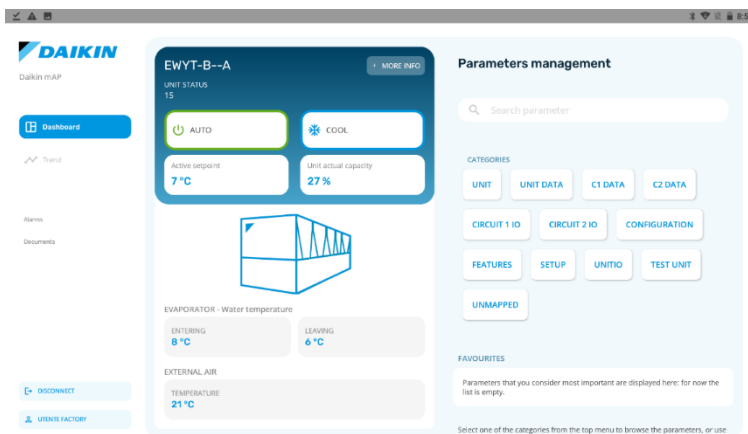 8:5
DAIKIN
Daikin mAP
Dashboard
Trend
Alarms
Documents
DISCONNECT
UTENTE FACTORY
EWYT-B--A
MORE INFO
UNIT STATUS
15
AUTO
COOL
Active setpoint
7 °C
Unit actual capacity
27 %
EVAPORATOR - Water temperature
ENTERING
8 °C
LEAVING
6 °C
EXTERNAL AIR
TEMPERATURE
21 °C
Parameters management
Search parameter
CATEGORIES
UNIT
UNIT DATA
C1 DATA
C2 DATA
CIRCUIT 1 IO
CIRCUIT 2 IO
CONFIGURATION
FEATURES
SETUP
UNITIO
TEST UNIT
UNMAPPED
FAVOURITES
Parameters that you consider most important are displayed here: for now the
list is empty.
Select one of the categories from the top menu to browse the parameters, or use